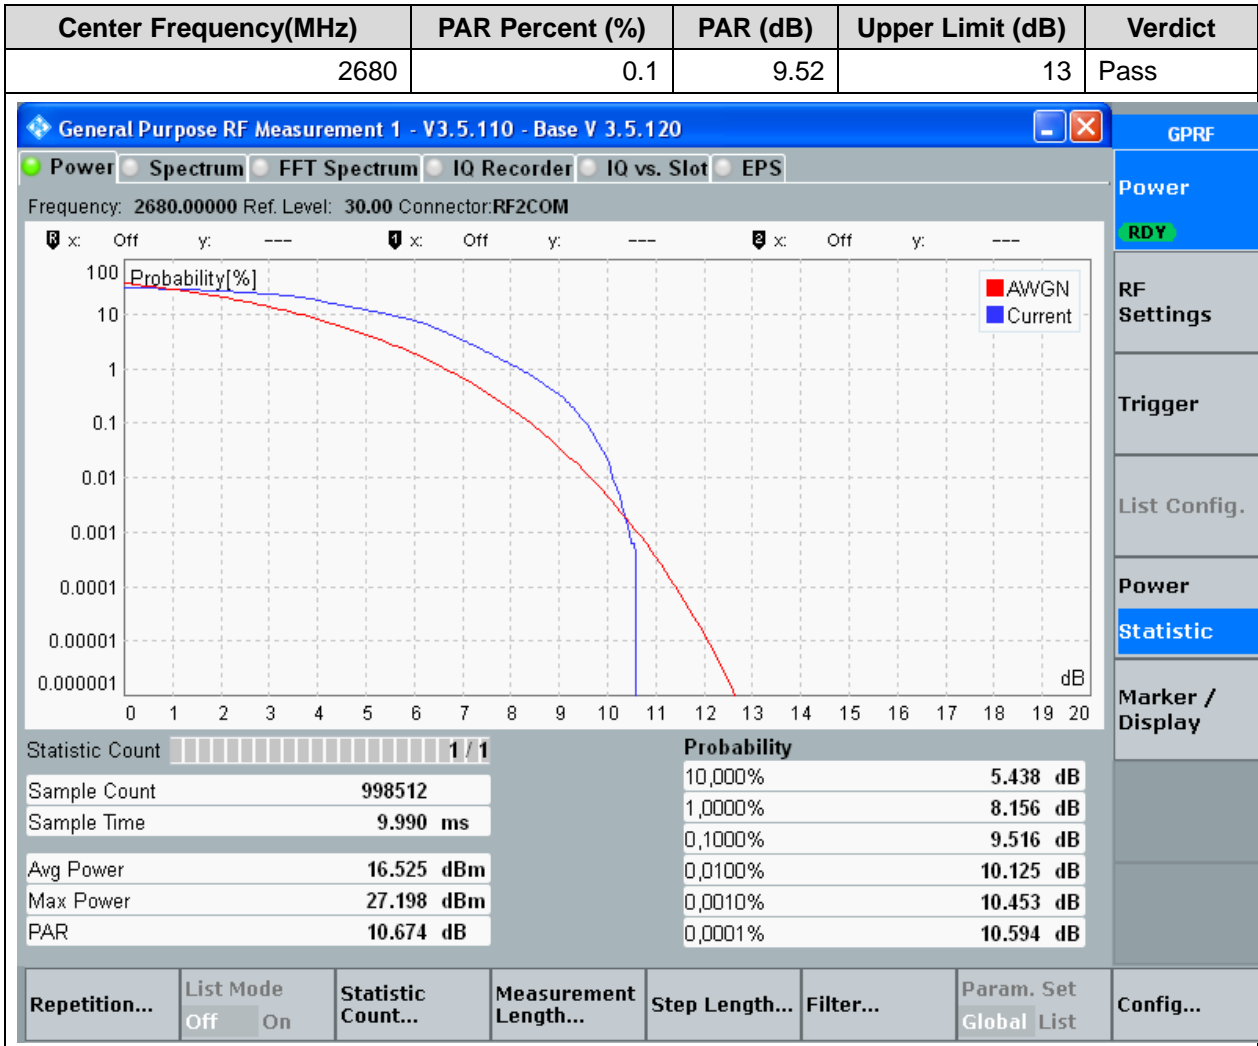 Center Frequency(MHz) PAR Percent (%) PAR (dB) Upper Limit (dB) Verdict
2680 0.1 9.52 13 Pass
General Purpose RF Measurement 1 - V3.5.110 - Base V 3.5.120
GPRF
Power Spectrum FFT Spectrum IQ Recorder IQ vs. Slot EPS
Frequency: 2680.00000 Ref. Level: 30.00 Connector:RF2COM
R x: Off y: --- 1 x: Off y: --- 2 x: Off y: ---
Probability[%]
100
10
1
0.1
0.01
0.001
0.0001
0.00001
0.000001
AWGN
Current
dB
0 1 2 3 4 5 6 7 8 9 10 11 12 13 14 15 16 17 18 19 20
Statistic Count 1 / 1
Sample Count 998512
Sample Time 9.990 ms
Avg Power 16.525 dBm
Max Power 27.198 dBm
PAR 10.674 dB
Probability
10,000% 5.438 dB
1,0000% 8.156 dB
0,1000% 9.516 dB
0,0100% 10.125 dB
0,0010% 10.453 dB
0,0001% 10.594 dB
Power
RDY
RF
Settings
Trigger
List Config.
Power
Statistic
Marker /
Display
Repetition...
List Mode
Off On
Statistic
Count...
Measurement
Length...
Step Length...
Filter...
Param. Set
Global List
Config...